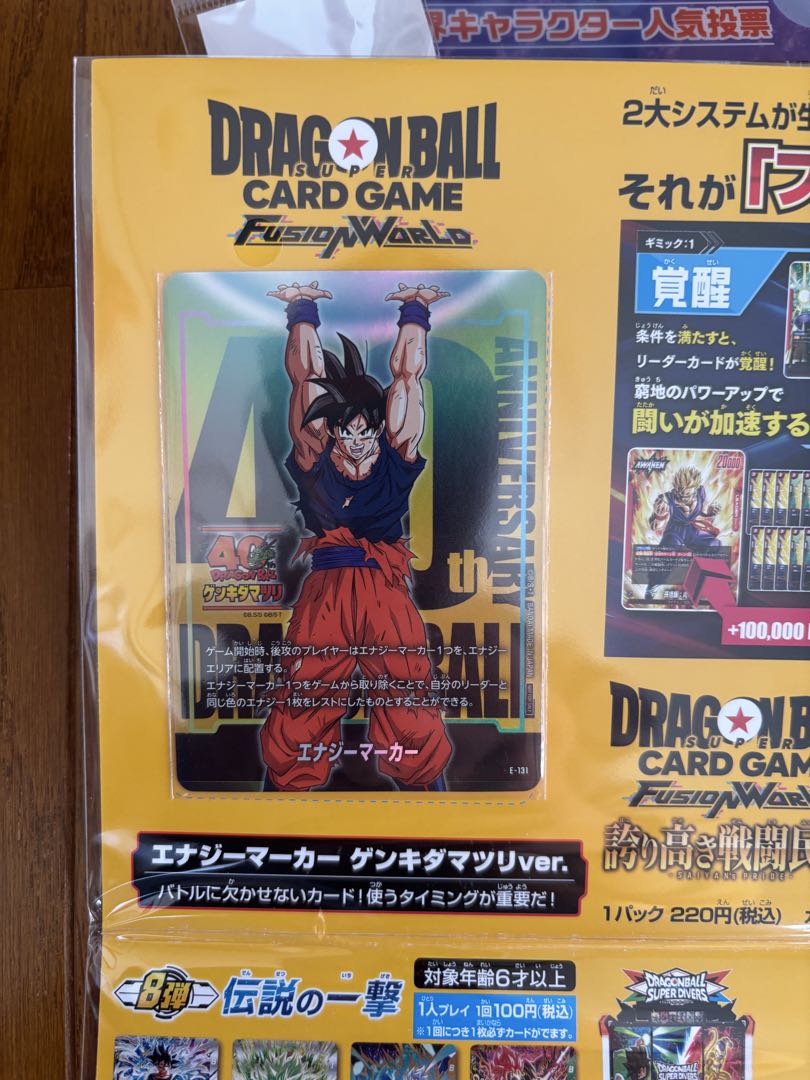 界キャラクター人気投票
DRAGON BALL
SUPER
CARD GAME
FUSION WORLD
40th
ANNIVERSARY
DRAGON BALL
40
DRAGON BALL
ゲンキダマツリ
©B.S/S ©B/S・T
ゲーム開始時、後攻のプレイヤーはエナジーマーカー1つを、エナジー
エリアに配置する。
エナジーマーカー1つをゲームから取り除くことで、自分のリーダーと
同じ色のエナジー1枚をレストにしたものとすることができる。
エナジーマーカー
E-131
エナジーマーカー ゲンキダマツリver.
バトルに欠かせないカード!使うタイミングが重要だ!
2大システムが生
それが「フ
ギミック:1
覚醒
条件を満たすと、
リーダーカードが覚醒!
窮地のパワーアップで
闘いが加速する
AWAKEN
20000
+100,000
DRAGON B
SUPER
CARD GAM
FUSION WORL
誇り高き戦闘民
-SAIYAN'S PRIDE-
1パック 220円(税込)
8弾 伝説の一撃
対象年齢6才以上
1人プレイ 1回100円(税込)
※1回につき1枚必ずカードがでます。
DRAGONBALL
SUPER DIVERS
DRAGONBALL
SUPER DIVERS